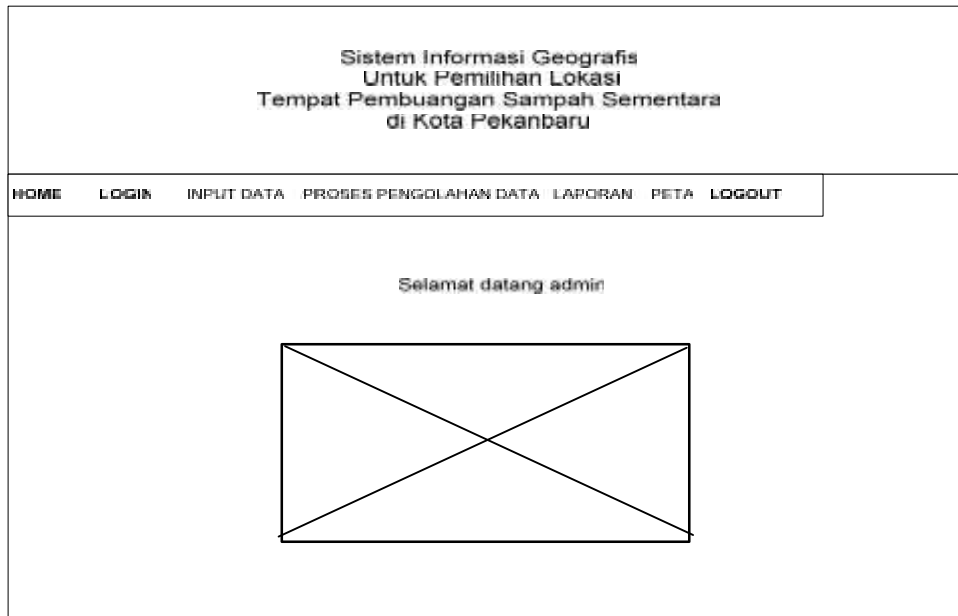 Sistem Informasi Geografis
Untuk Pemilihan Lokasi
Tempat Pembuangan Sampah Sementara
di Kota Pekanbaru
HOME LOGIN INPUT DATA PROSES PENGOLAHAN DATA LAPORAN PETA LOGOUT
Selamat datang admin